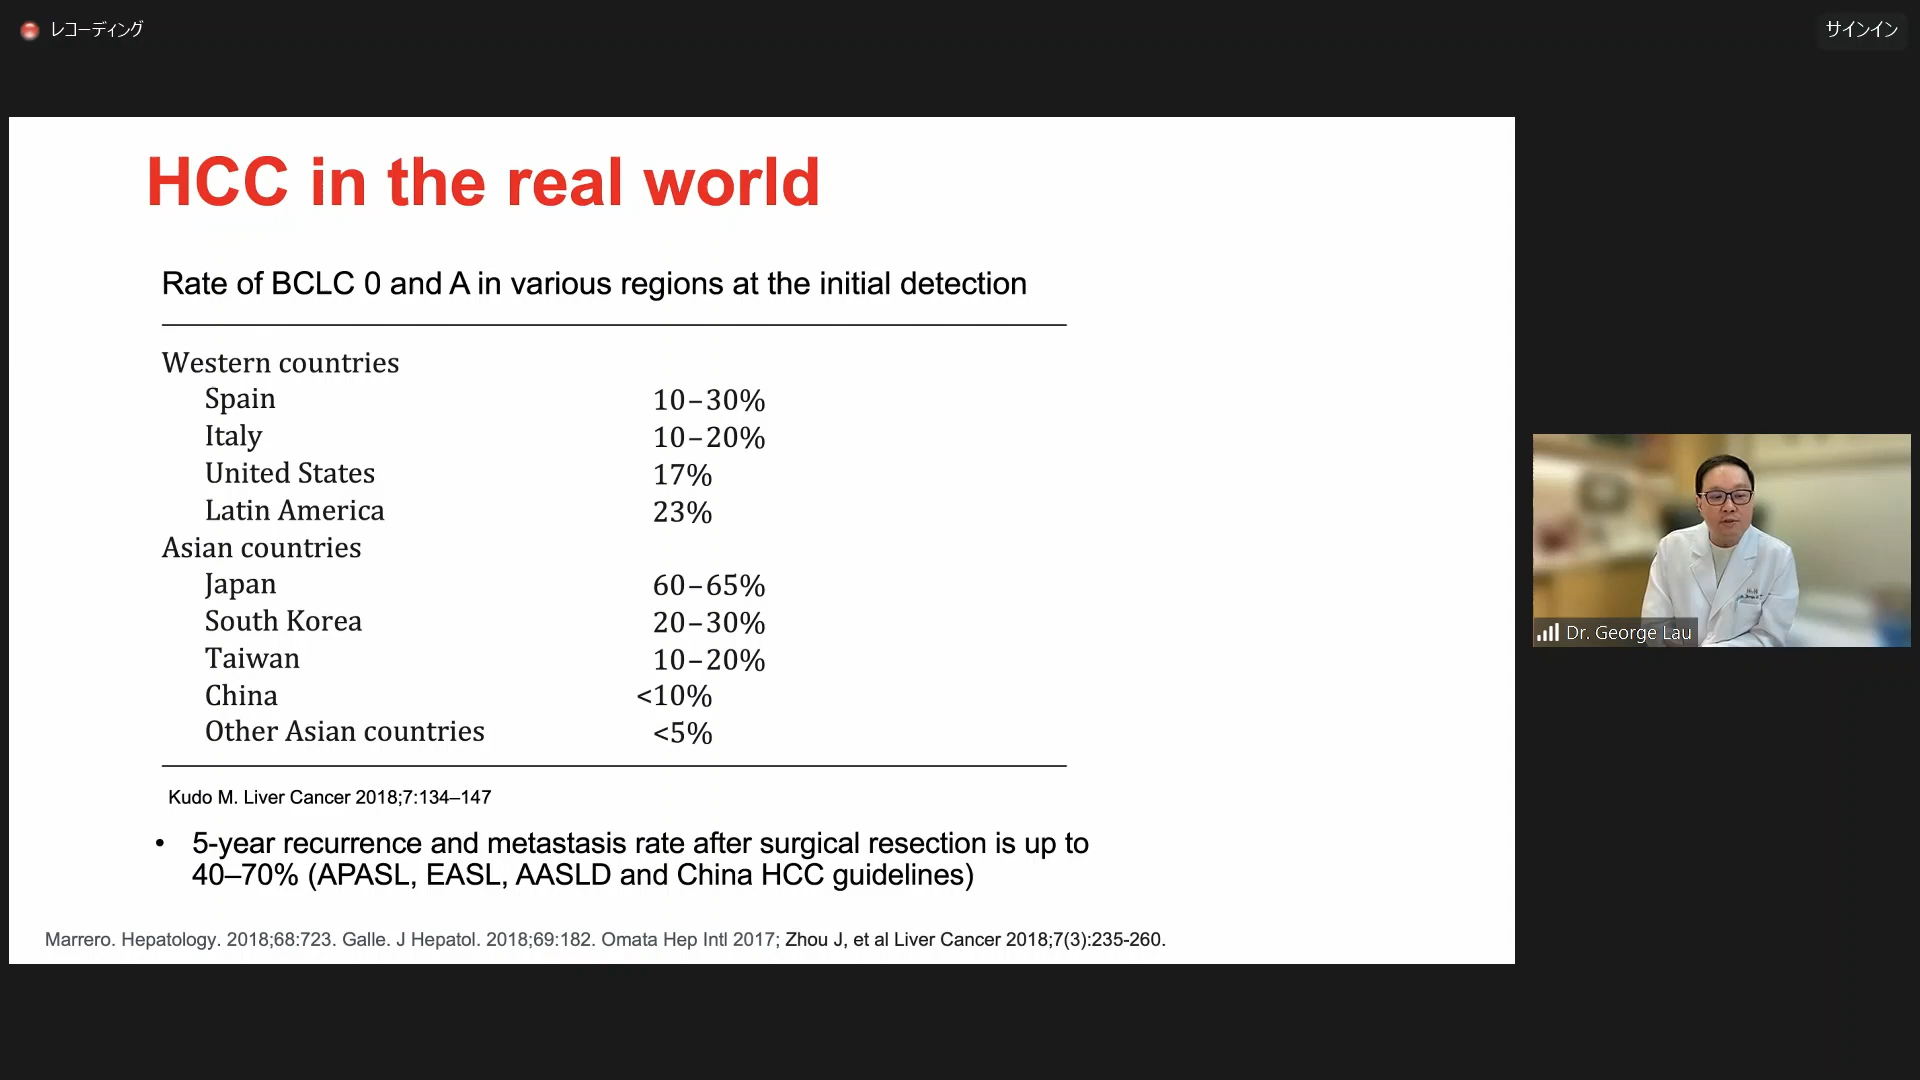 レコーディング
サインイン
HCC in the real world
Rate of BCLC 0 and A in various regions at the initial detection
Western countries
Spain 10–30%
Italy 10–20%
United States 17%
Latin America 23%
Asian countries
Japan 60–65%
South Korea 20–30%
Taiwan 10–20%
China <10%
Other Asian countries <5%
Kudo M. Liver Cancer 2018;7:134–147
• 5-year recurrence and metastasis rate after surgical resection is up to
40–70% (APASL, EASL, AASLD and China HCC guidelines)
Marrero. Hepatology. 2018;68:723. Galle. J Hepatol. 2018;69:182. Omata Hep Intl 2017; Zhou J, et al Liver Cancer 2018;7(3):235-260.
Dr. George Lau